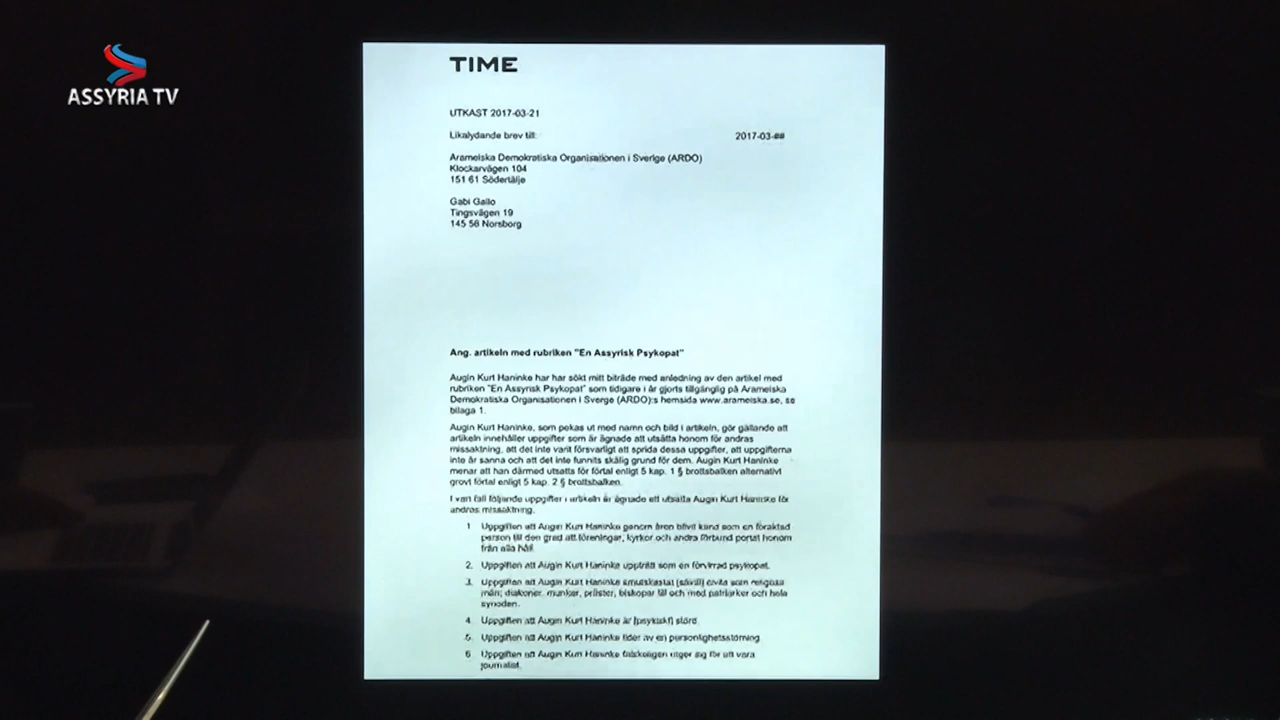 ASSYRIA TV
TIME
UTKAST 2017-03-21
Likalydande brev till: 2017-03-##
Arameiska Demokratiska Organisationen i Sverige (ARDO)
Klockarvägen 104
151 61 Södertälje
Gabi Gallo
Tingsvägen 19
145 56 Norsborg
Ang. artikeln med rubriken "En Assyrisk Psykopat"
Augin Kurt Haninke har har sökt mitt biträde med anledning av den artikel med
rubriken "En Assyrisk Psykopat" som tidigare i år gjorts tillgänglig på Arameiska
Demokratiska Organisationen i Sverge (ARDO):s hemsida www.arameiska.se, se
bilaga 1.
Augin Kurt Haninke, som pekas ut med namn och bild i artikeln, gör gällande att
artikeln innehåller uppgifter som är ägnade att utsätta honom för andras
missaktning, att det inte varit försvarligt att sprida dessa uppgifter, att uppgifterna
inte är sanna och att det inte funnits skälig grund för dem. Augin Kurt Haninke
menar att han därmed utsatts för förtal enligt 5 kap. 1 § brottsbalken alternativt
grovt förtal enligt 5 kap. 2 § brottsbalken.
I vart fall följande uppgifter i artikeln är ägnade att utsätta Augin Kurt Haninke för
andras missaktning.
1 Uppgiften att Augin Kurt Haninke genom åren blivit känd som en föraktad
person till den grad att föreningar, kyrkor och andra förbund portat honom
från alla håll.
2. Uppgiften att Augin Kurt Haninke uppträtt som en förvirrad psykopat.
3. Uppgiften att Augin Kurt Haninke smutskastat (såväl) civila som religiösa
män; diakoner, munkar, präster, biskopar till och med patriarker och hela
synoden.
4. Uppgiften att Augin Kurt Haninke är (psykiskt) störd
5. Uppgiften att Augin Kurt Haninke lider av en personlighetsstörning
6 Uppgiften att Augin Kurt Haninke falskeligen utger sig för att vara
journalist.